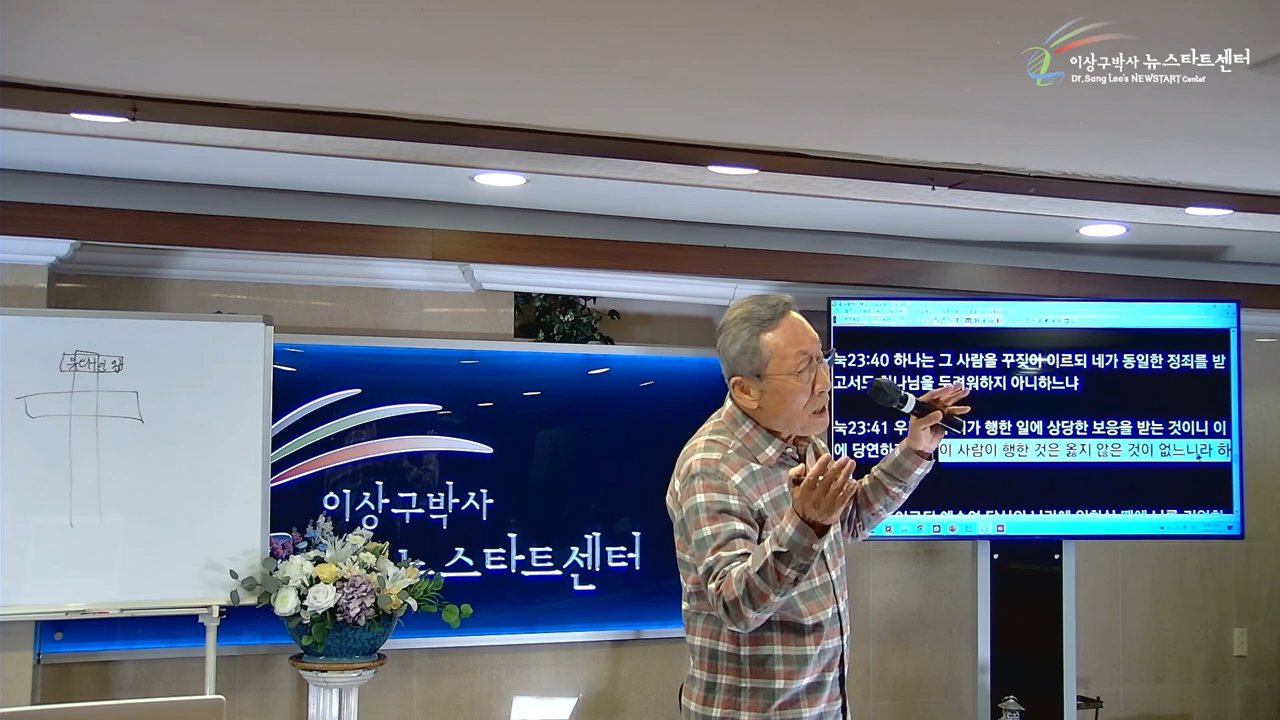 이상구박사 뉴스타트센터
Dr. Sang Lee's NEWSTART Center
눅23:40 하나는 그 사람을 꾸짖어 이르되 네가 동일한 정죄를 받
고서도 하나님을 두려워하지 아니하느냐
눅23:41 우 가 행한 일에 상당한 보응을 받는 것이니 이
에 당연하 이 사람이 행한 것은 옳지 않은 것이 없느니라 하
이상구박사
뉴스타트센터